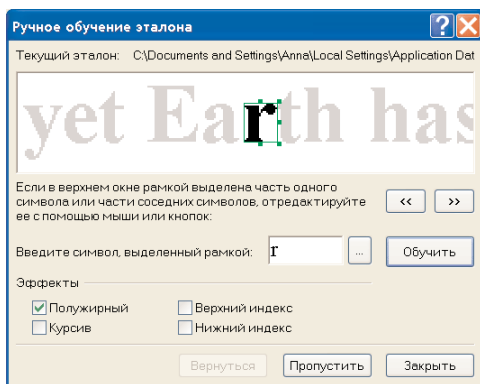 Ручное обучение эталона
Текущий эталон: C:\Documents and Settings\Anna\Local Settings\Application Dat
yet Earth has
Если в верхнем окне рамкой выделена часть одного
символа или части соседних символов, отредактируйте
ее с помощью мыши или кнопок:
<< >>
Введите символ, выделенный рамкой: r ... Обучить
Эффекты
Полужирный Верхний индекс
Курсив Нижний индекс
Вернуться Пропустить Закрыть